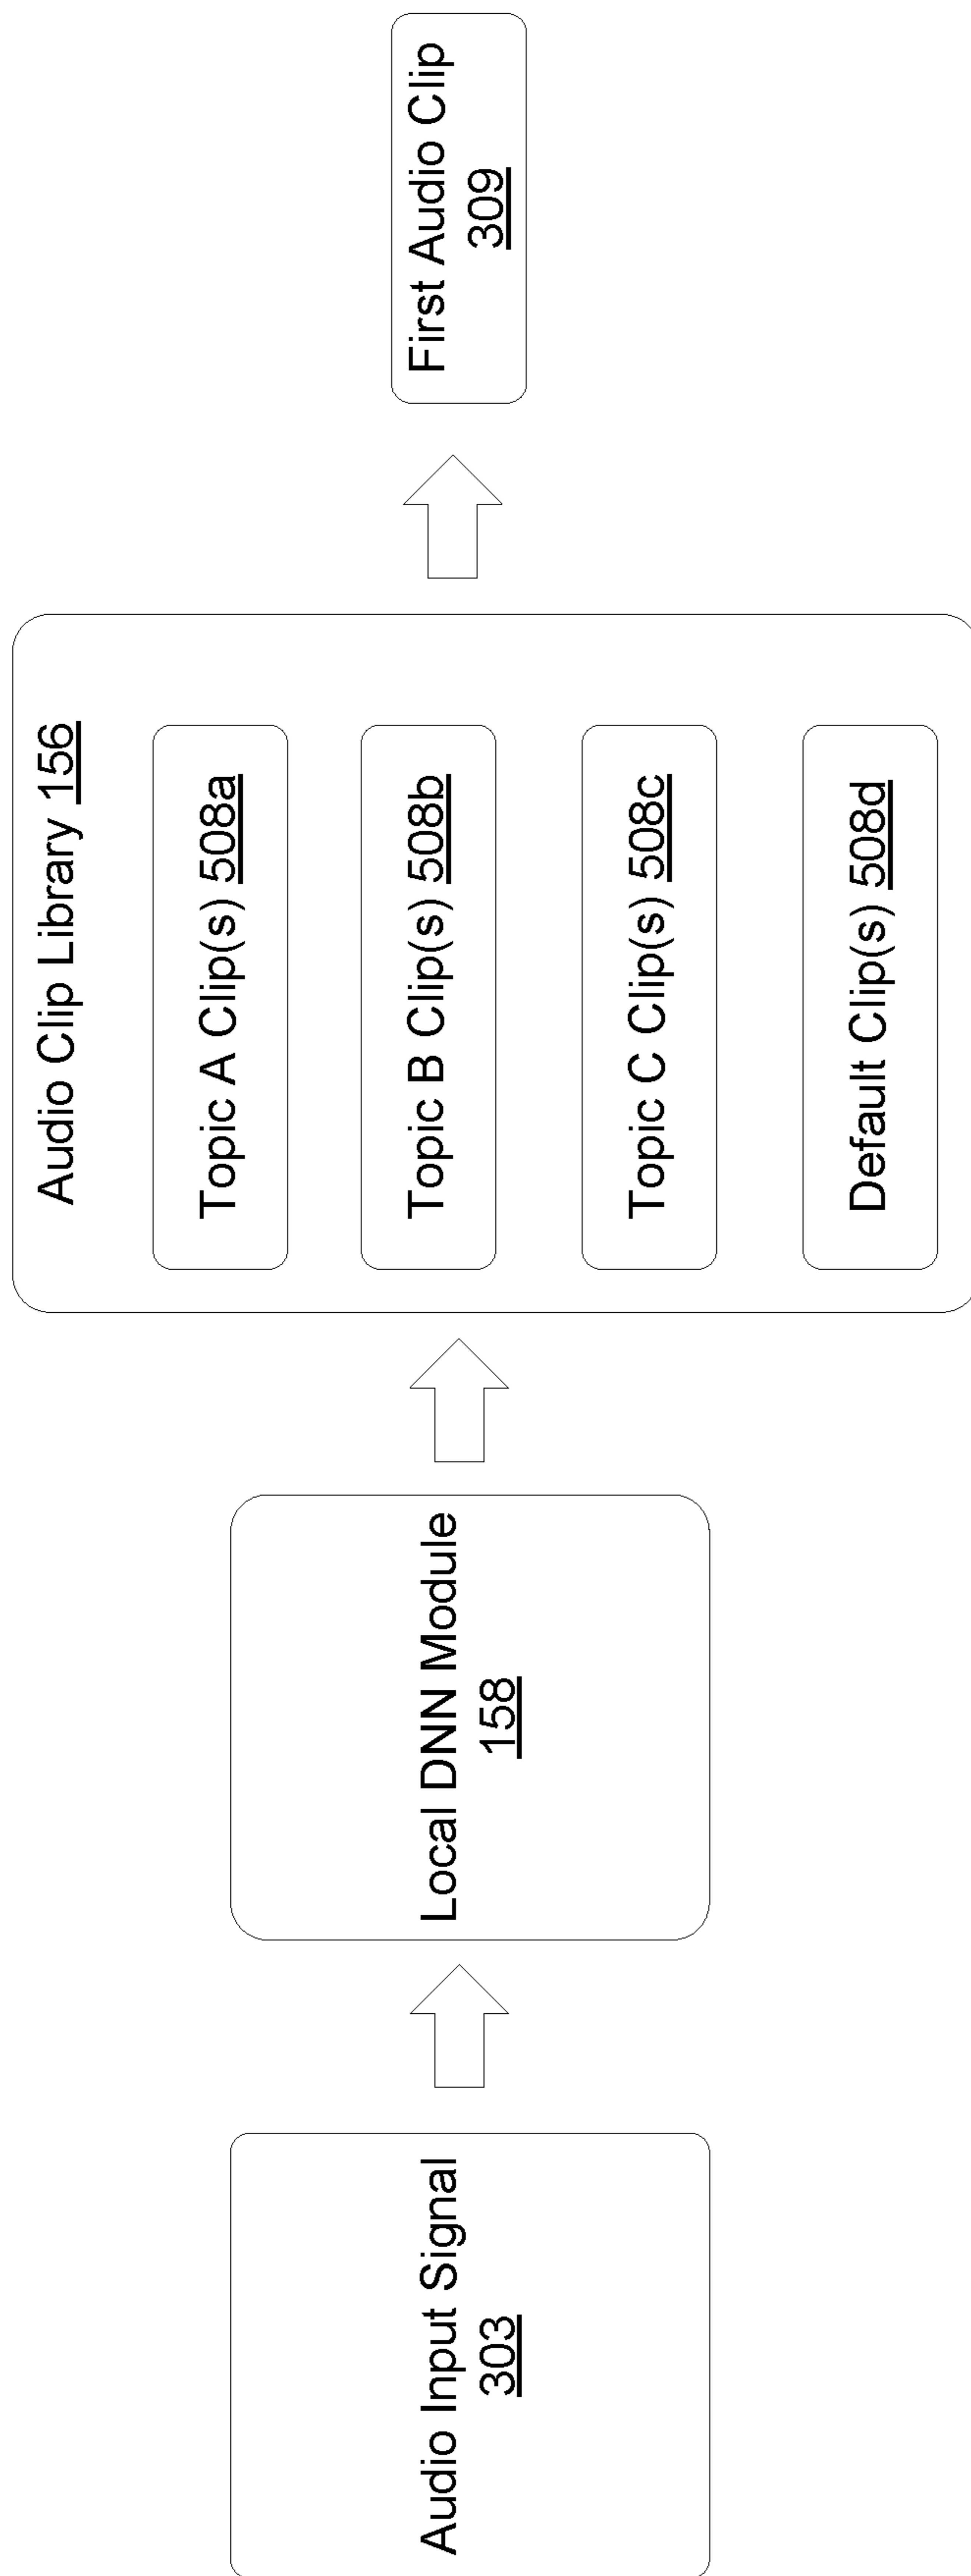 Audio Input Signal
303
Local DNN Module
158
Audio Clip Library 156
Topic A Clip(s) 508a
Topic B Clip(s) 508b
Topic C Clip(s) 508c
Default Clip(s) 508d
First Audio Clip
309